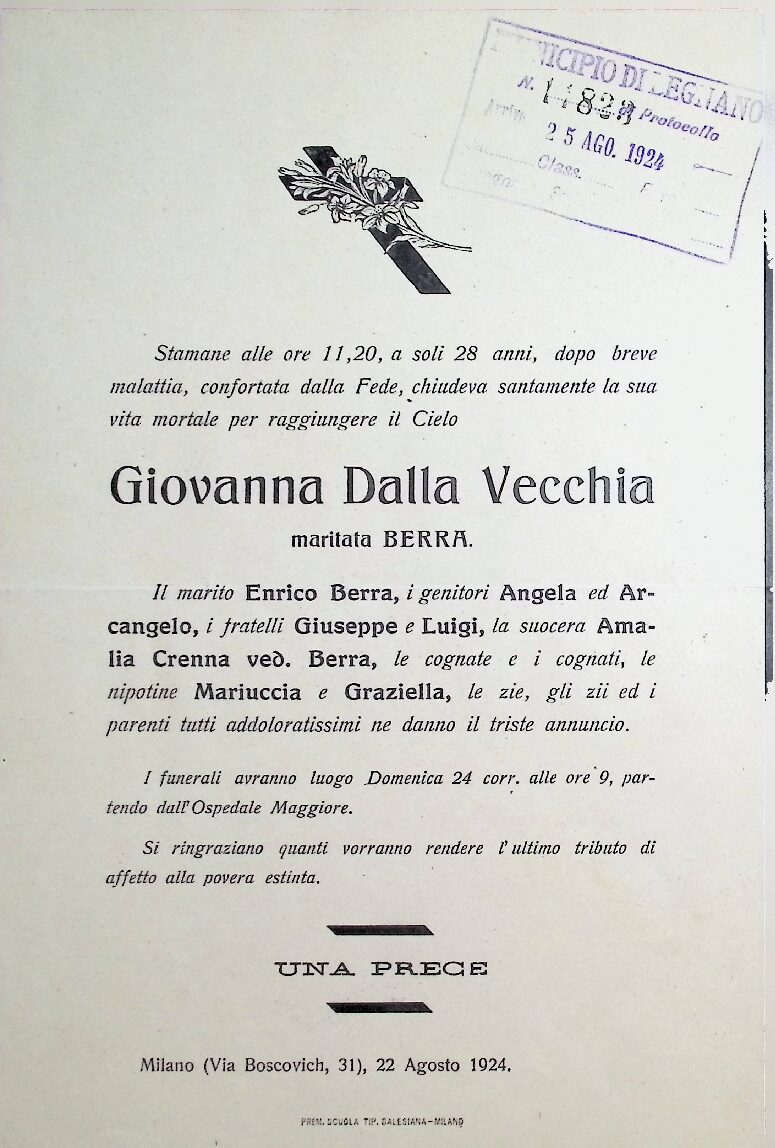 MUNICIPIO DI LEGNANO
N. di Protocollo
Arrivo
25 AGO. 1924
Class.
Stamane alle ore 11,20, a soli 28 anni, dopo breve
malattia, confortata dalla Fede, chiudeva santamente la sua
vita mortale per raggiungere il Cielo
Giovanna Dalla Vecchia
maritata BERRA.
Il marito Enrico Berra, i genitori Angela ed Ar-
cangelo, i fratelli Giuseppe e Luigi, la suocera Ama-
lia Crenna ved. Berra, le cognate e i cognati, le
nipotine Mariuccia e Graziella, le zie, gli zii ed i
parenti tutti addoloratissimi ne danno il triste annuncio.
I funerali avranno luogo Domenica 24 corr. alle ore 9, par-
tendo dall'Ospedale Maggiore.
Si ringraziano quanti vorranno rendere l'ultimo tributo di
affetto alla povera estinta.
UNA PRECE
Milano (Via Boscovich, 31), 22 Agosto 1924.
PREM. SCUOLA TIP. SALESIANA-MILANO